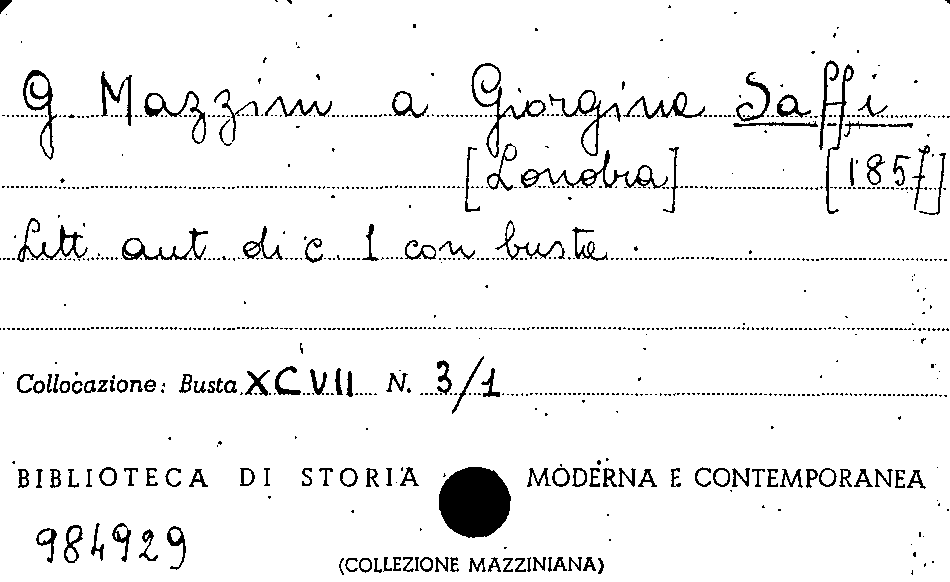 G. Mazzini a Giorgina Saffi
[Londra] [1857]
Lett. aut. di c. 1 con busta.
Collocazione: Busta XCVII N. 3/1
BIBLIOTECA DI STORIA MODERNA E CONTEMPORANEA
984929
(COLLEZIONE MAZZINIANA)